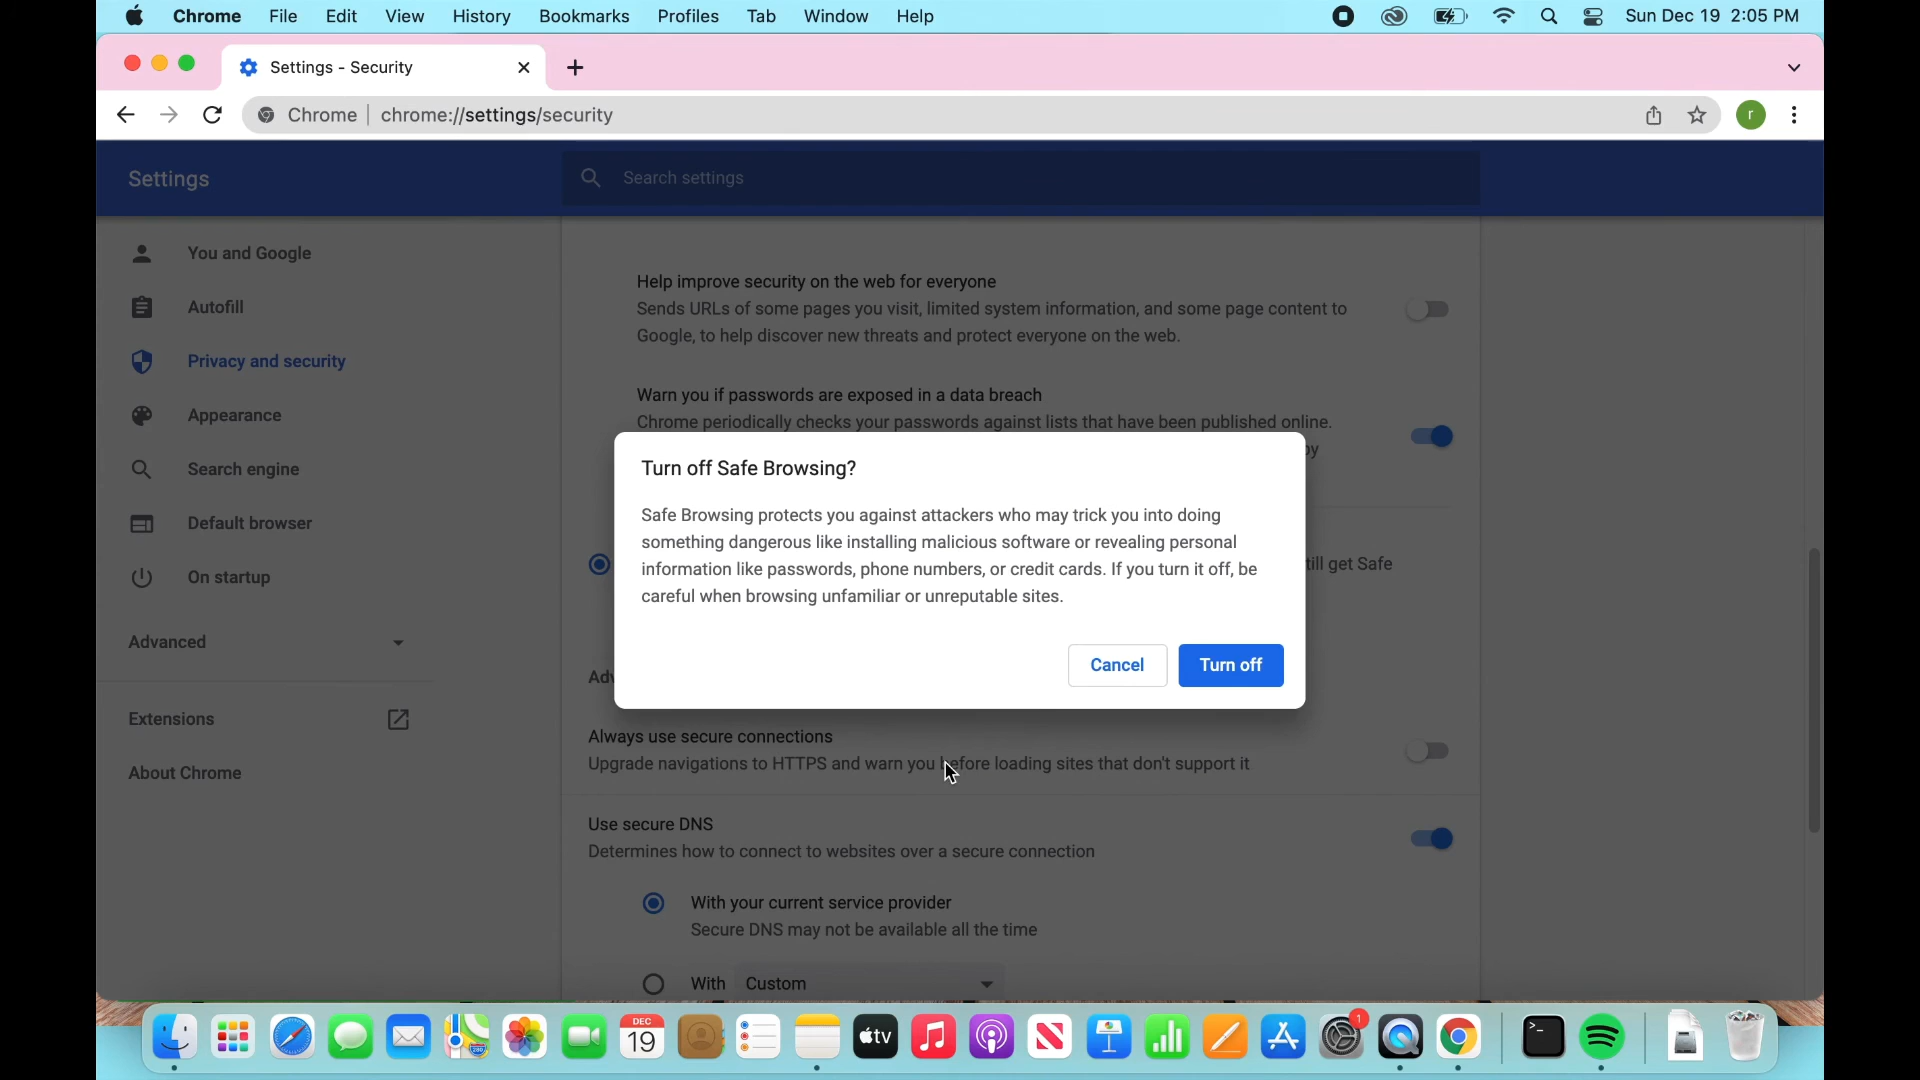 Chrome File Edit View History Bookmarks Profiles Tab Window Help Sun Dec 19 2:05 PM
Settings - Security
Chrome | chrome://settings/security r
Settings
Search settings
You and Google
Autofill
Privacy and security
Appearance
Search engine
Default browser
On startup
Advanced
Extensions
About Chrome
Help improve security on the web for everyone
Sends URLs of some pages you visit, limited system information, and some page content to
Google, to help discover new threats and protect everyone on the web.
Warn you if passwords are exposed in a data breach
Chrome periodically checks your passwords against lists that have been published online.
by
Turn off Safe Browsing?
Safe Browsing protects you against attackers who may trick you into doing
something dangerous like installing malicious software or revealing personal
information like passwords, phone numbers, or credit cards. If you turn it off, be
careful when browsing unfamiliar or unreputable sites.
Cancel Turn off
till get Safe
Always use secure connections
Upgrade navigations to HTTPS and warn you before loading sites that don't support it
Use secure DNS
Determines how to connect to websites over a secure connection
With your current service provider
Secure DNS may not be available all the time
With Custom
DEC
19
tv
1